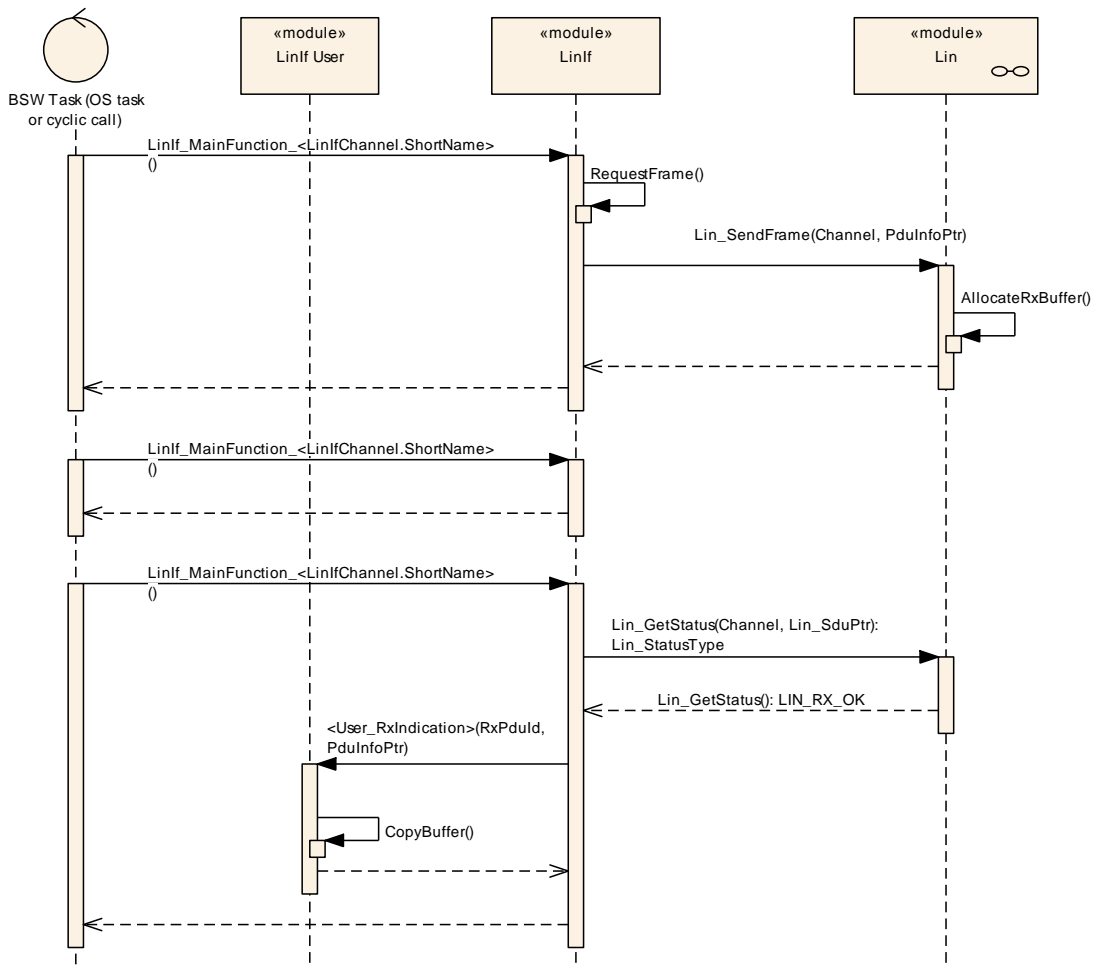 «module»
LinIf User
«module»
LinIf
«module»
Lin
BSW Task (OS task
or cyclic call)
LinIf_MainFunction_<LinIfChannel.ShortName>
()
RequestFrame()
Lin_SendFrame(Channel, PduInfoPtr)
AllocateRxBuffer()
LinIf_MainFunction_<LinIfChannel.ShortName>
()
LinIf_MainFunction_<LinIfChannel.ShortName>
()
Lin_GetStatus(Channel, Lin_SduPtr):
Lin_StatusType
Lin_GetStatus(): LIN_RX_OK
<User_RxIndication>(RxPduId,
PduInfoPtr)
CopyBuffer()